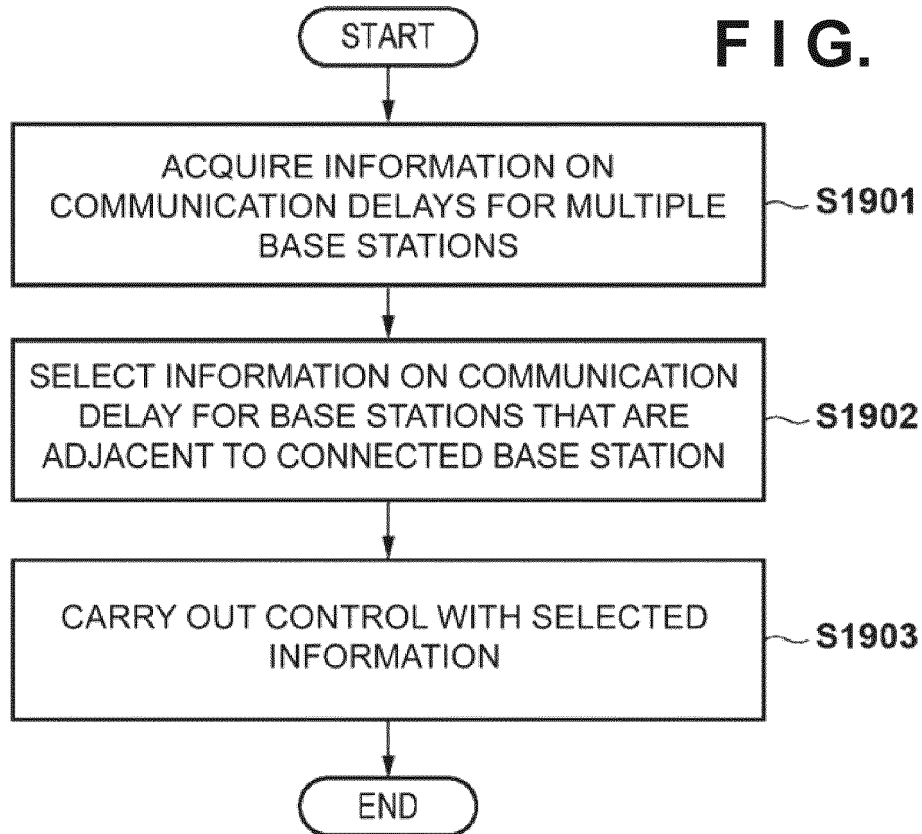 START
F I G.
ACQUIRE INFORMATION ON
COMMUNICATION DELAYS FOR MULTIPLE
BASE STATIONS
S1901
SELECT INFORMATION ON COMMUNICATION
DELAY FOR BASE STATIONS THAT ARE
ADJACENT TO CONNECTED BASE STATION
S1902
CARRY OUT CONTROL WITH SELECTED
INFORMATION
S1903
END